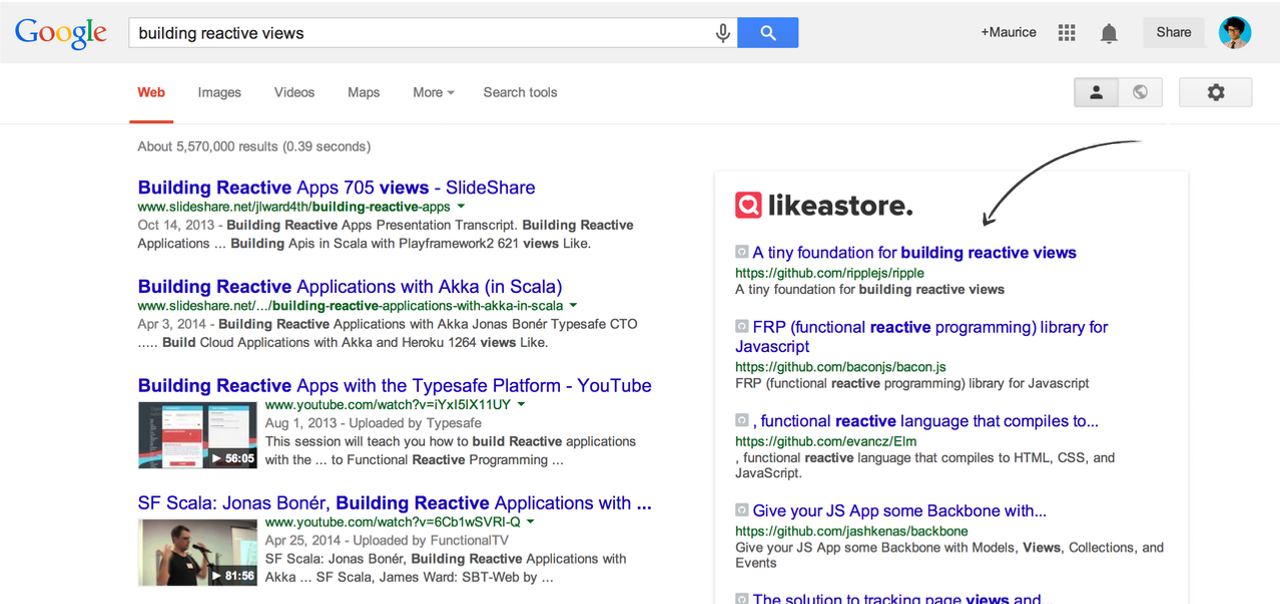 Google
building reactive views
+Maurice
Share
Web
Images
Videos
Maps
More
Search tools
About 5,570,000 results (0.39 seconds)
Building Reactive Apps 705 views - SlideShare
www.slideshare.net/jlward4th/building-reactive-apps
Oct 14, 2013 - Building Reactive Apps Presentation Transcript. Building Reactive
Applications ... Building Apis in Scala with Playframework2 621 views Like.
Building Reactive Applications with Akka (in Scala)
www.slideshare.net/.../building-reactive-applications-with-akka-in-scala
Apr 3, 2014 - Building Reactive Applications with Akka Jonas Bonér Typesafe CTO
..... Build Cloud Applications with Akka and Heroku 1264 views Like.
Building Reactive Apps with the Typesafe Platform - YouTube
www.youtube.com/watch?v=iYxI5lX11UY
Aug 1, 2013 - Uploaded by Typesafe
This session will teach you how to build Reactive applications
with the ... to Functional Reactive Programming ...
56:05
SF Scala: Jonas Bonér, Building Reactive Applications with ...
www.youtube.com/watch?v=6Cb1wSVRI-Q
Apr 25, 2014 - Uploaded by FunctionalTV
SF Scala: Jonas Bonér, Building Reactive Applications with
Akka ... SF Scala, James Ward: SBT-Web by ...
81:56
likeastore.
A tiny foundation for building reactive views
https://github.com/ripplejs/ripple
A tiny foundation for building reactive views
FRP (functional reactive programming) library for
Javascript
https://github.com/baconjs/bacon.js
FRP (functional reactive programming) library for Javascript
, functional reactive language that compiles to...
https://github.com/evancz/Elm
, functional reactive language that compiles to HTML, CSS, and
JavaScript.
Give your JS App some Backbone with...
https://github.com/jashkenas/backbone
Give your JS App some Backbone with Models, Views, Collections, and
Events
The solution to tracking page views and...